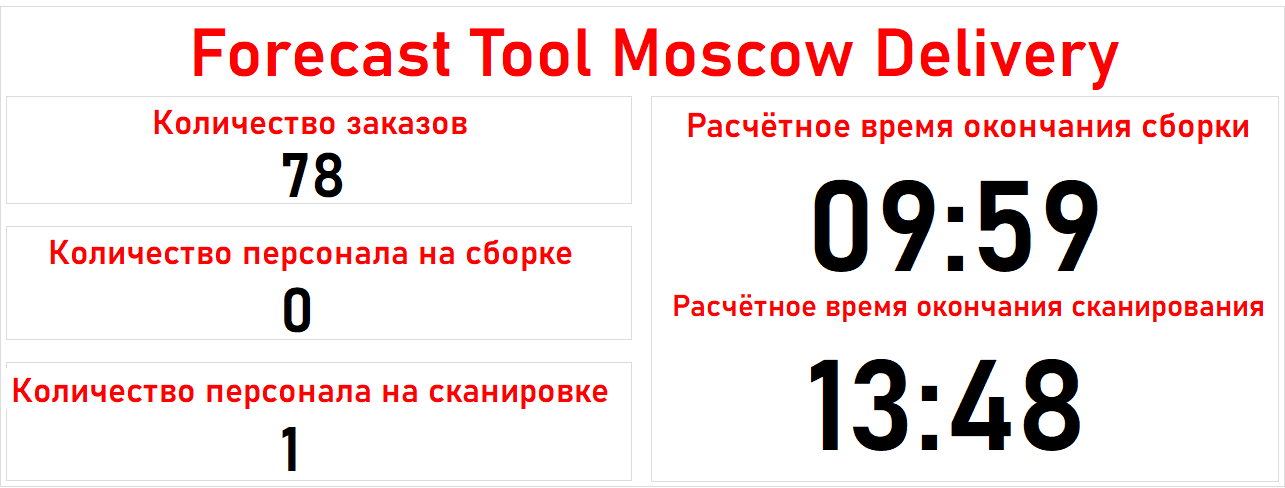 Forecast Tool Moscow Delivery
Количество заказов
78
Количество персонала на сборке
0
Количество персонала на сканировке
1
Расчётное время окончания сборки
09:59
Расчётное время окончания сканирования
13:48